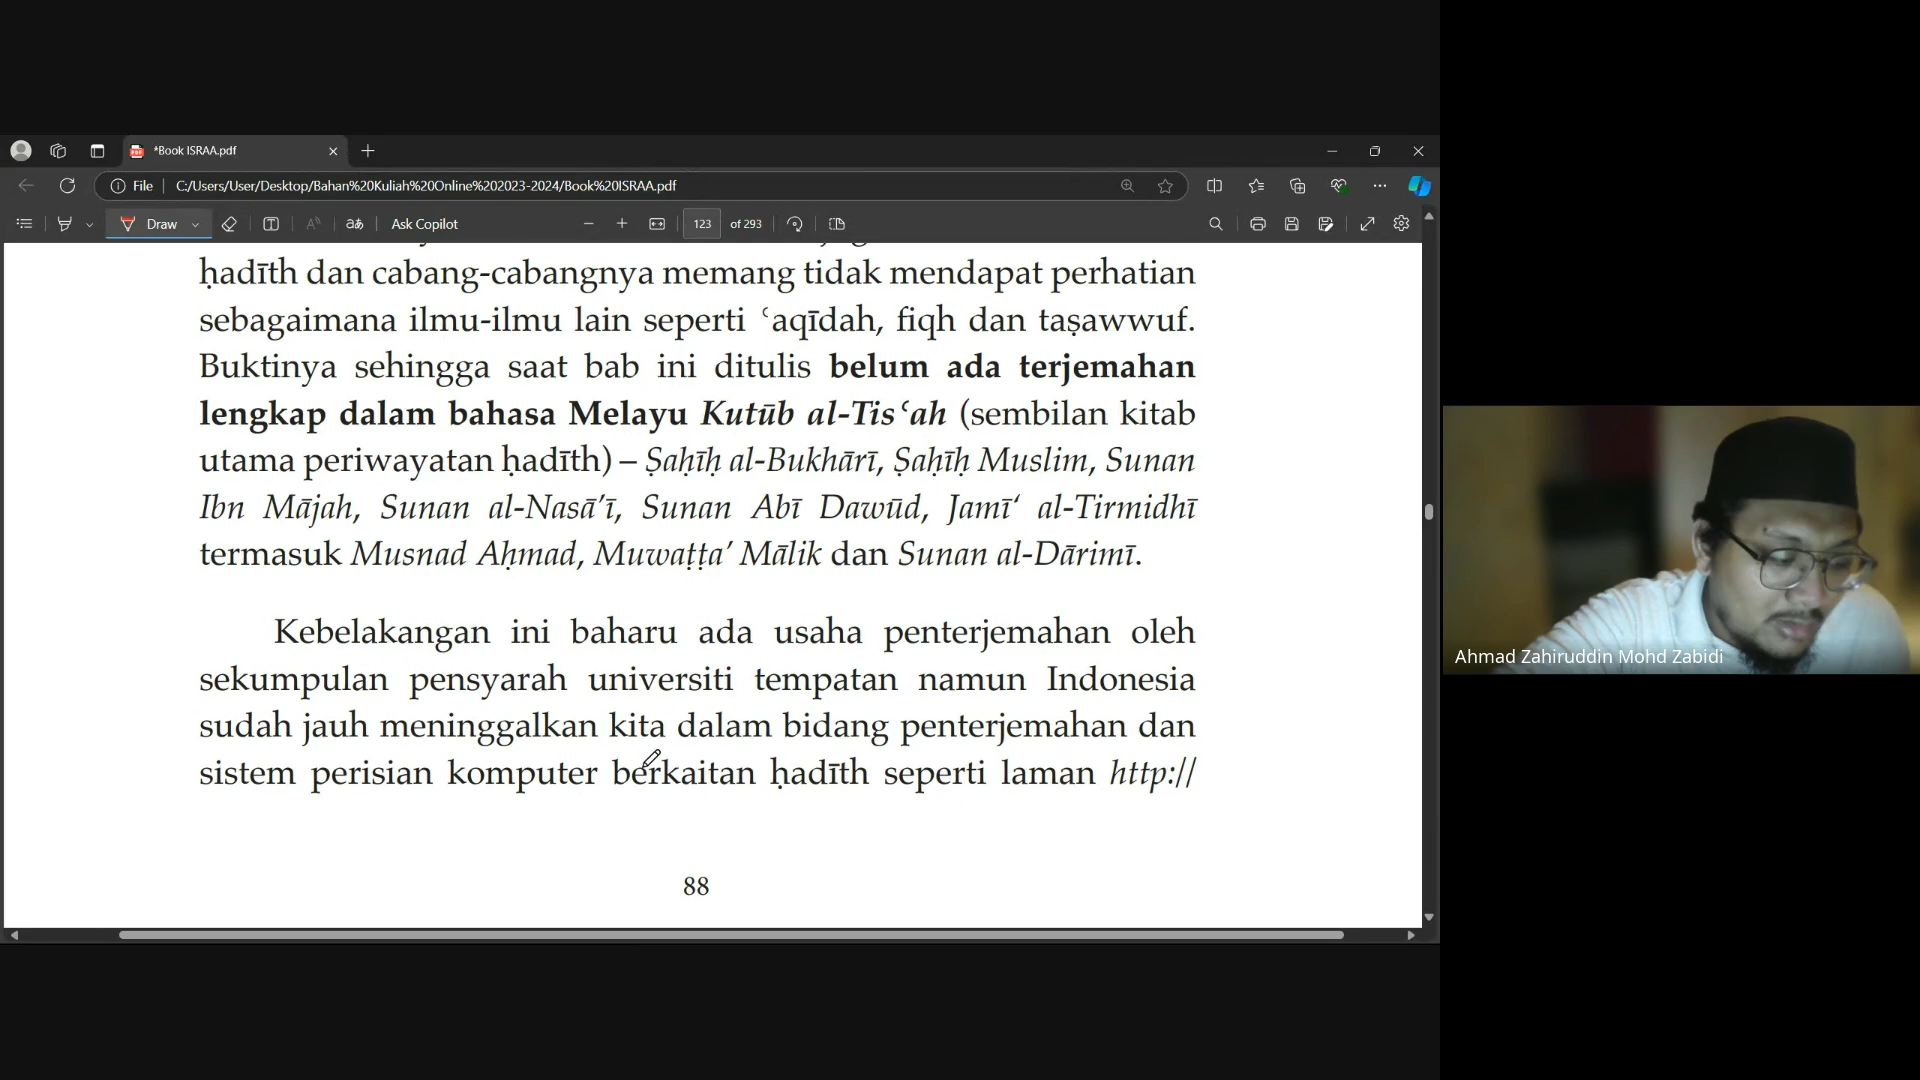 *Book ISRAA.pdf
File
C:/Users/User/Desktop/Bahan%20Kuliah%20Online%202023-2024/Book%20ISRAA.pdf
Draw
Ask Copilot
123 of 293
ḥadīth dan cabang-cabangnya memang tidak mendapat perhatian
sebagaimana ilmu-ilmu lain seperti ʿaqīdah, fiqh dan taṣawwuf.
Buktinya sehingga saat bab ini ditulis belum ada terjemahan
lengkap dalam bahasa Melayu Kutūb al-Tisʿah (sembilan kitab
utama periwayatan ḥadīth) – Ṣaḥīḥ al-Bukhārī, Ṣaḥīḥ Muslim, Sunan
Ibn Mājah, Sunan al-Nasā’ī, Sunan Abī Dawūd, Jamī‘ al-Tirmidhī
termasuk Musnad Aḥmad, Muwaṭṭa’ Mālik dan Sunan al-Dārimī.
Kebelakangan ini baharu ada usaha penterjemahan oleh
sekumpulan pensyarah universiti tempatan namun Indonesia
sudah jauh meninggalkan kita dalam bidang penterjemahan dan
sistem perisian komputer berkaitan ḥadīth seperti laman http://
88
Ahmad Zahiruddin Mohd Zabidi